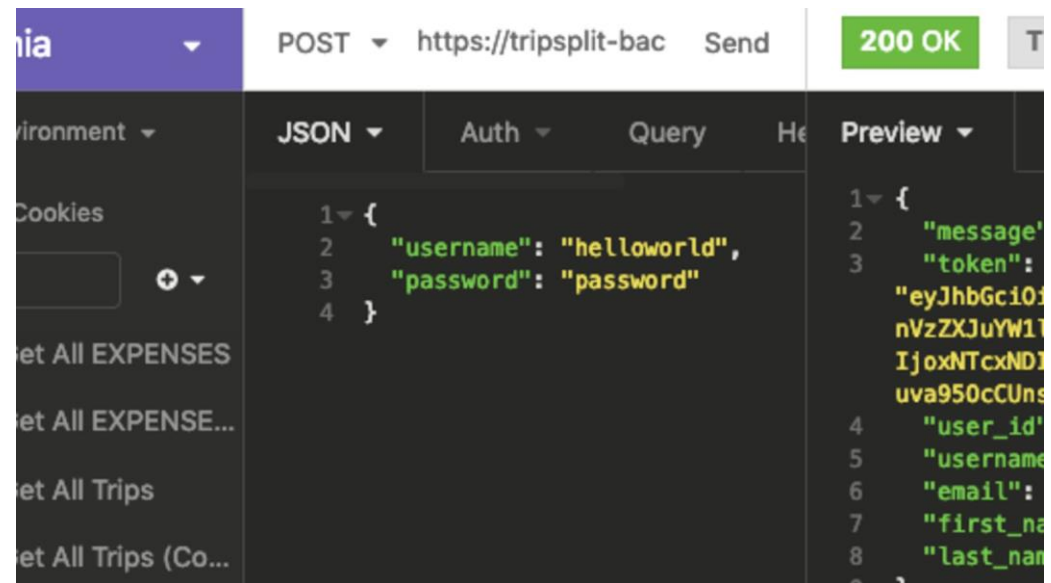 nia
POST https://tripsplit-bac Send
200 OK T
vironment
JSON Auth Query He
Preview
Cookies
1 {
2 "username": "helloworld",
3 "password": "password"
4 }
et All EXPENSES
et All EXPENSE...
et All Trips
et All Trips (Co...
1 {
2 "message"
3 "token":
"eyJhbGciOi
nVzZXJuYW1l
IjoxNTcxNDI
uva950cCUns
4 "user_id"
5 "username
6 "email":
7 "first_na
8 "last_nam